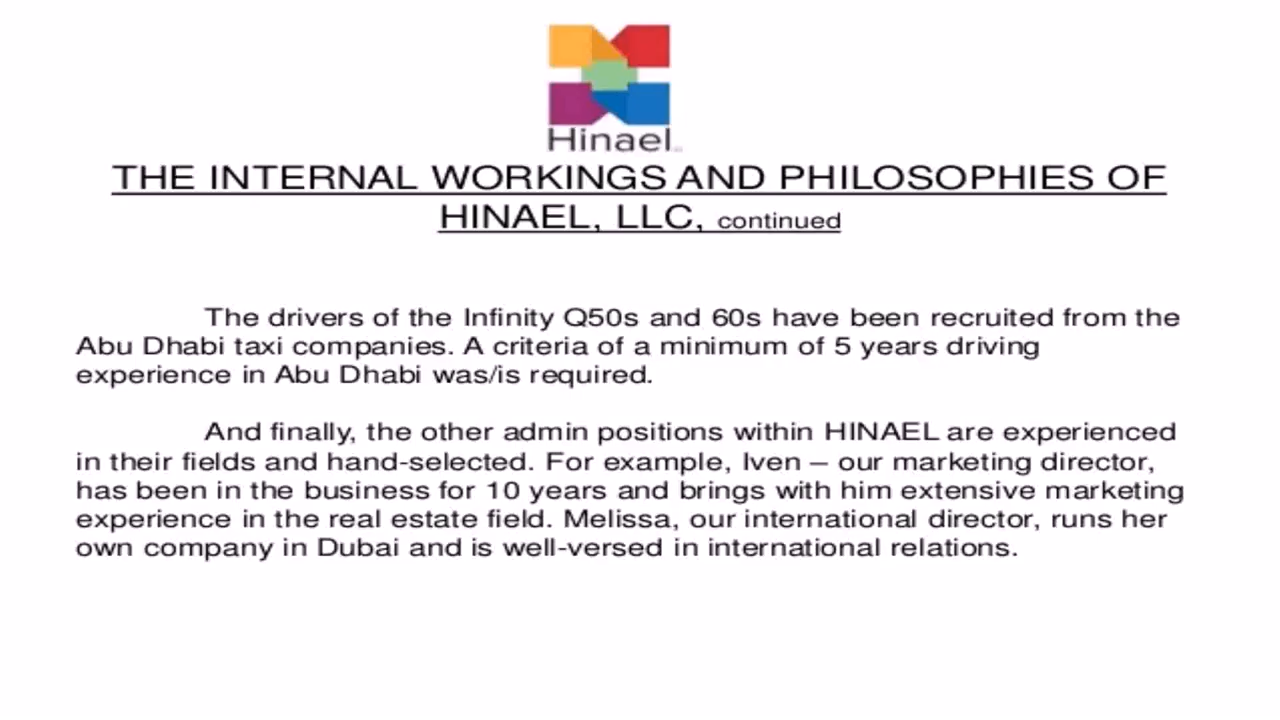 Hinael
THE INTERNAL WORKINGS AND PHILOSOPHIES OF
HINAEL, LLC, continued
The drivers of the Infinity Q50s and 60s have been recruited from the
Abu Dhabi taxi companies. A criteria of a minimum of 5 years driving
experience in Abu Dhabi was/is required.
And finally, the other admin positions within HINAEL are experienced
in their fields and hand-selected. For example, Iven – our marketing director,
has been in the business for 10 years and brings with him extensive marketing
experience in the real estate field. Melissa, our international director, runs her
own company in Dubai and is well-versed in international relations.